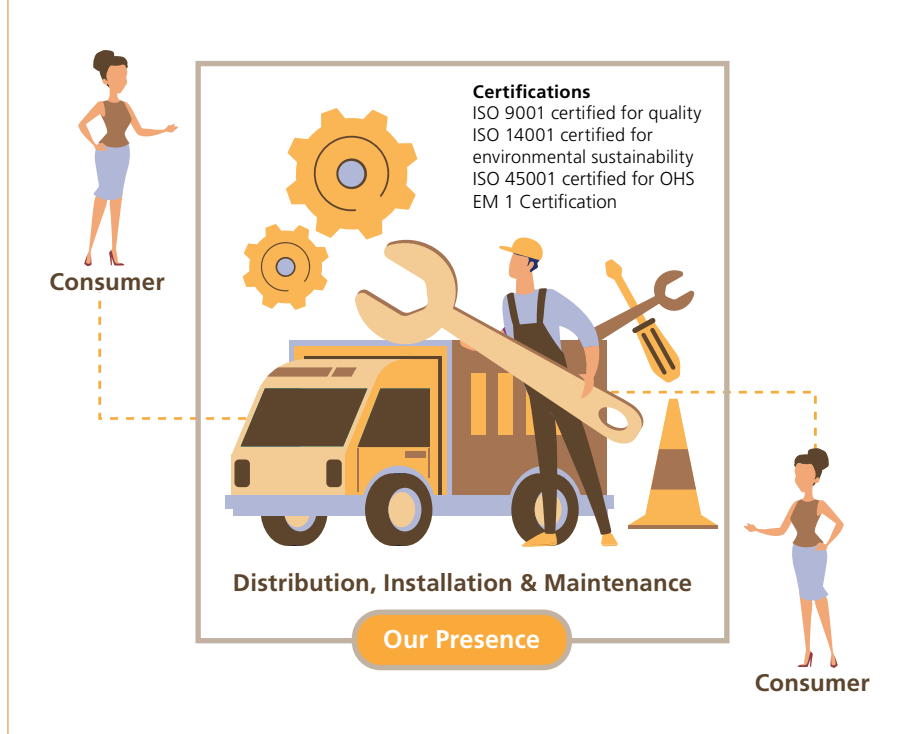 Certifications
ISO 9001 certified for quality
ISO 14001 certified for
environmental sustainability
ISO 45001 certified for OHS
EM 1 Certification
Consumer
Distribution, Installation & Maintenance
Our Presence
Consumer